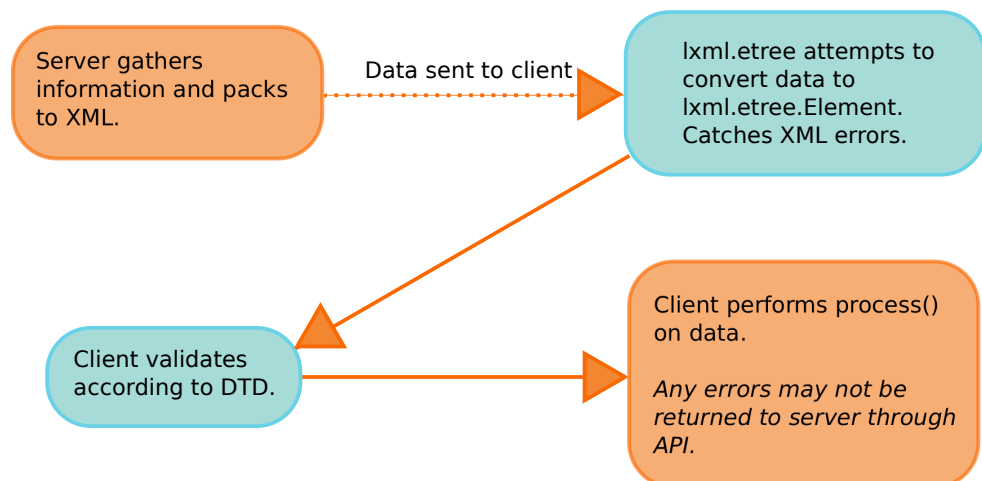 Server gathers
information and packs
to XML.
Data sent to client
lxml.etree attempts to
convert data to
lxml.etree.Element.
Catches XML errors.
Client validates
according to DTD.
Client performs process()
on data.
Any errors may not be
returned to server through
API.